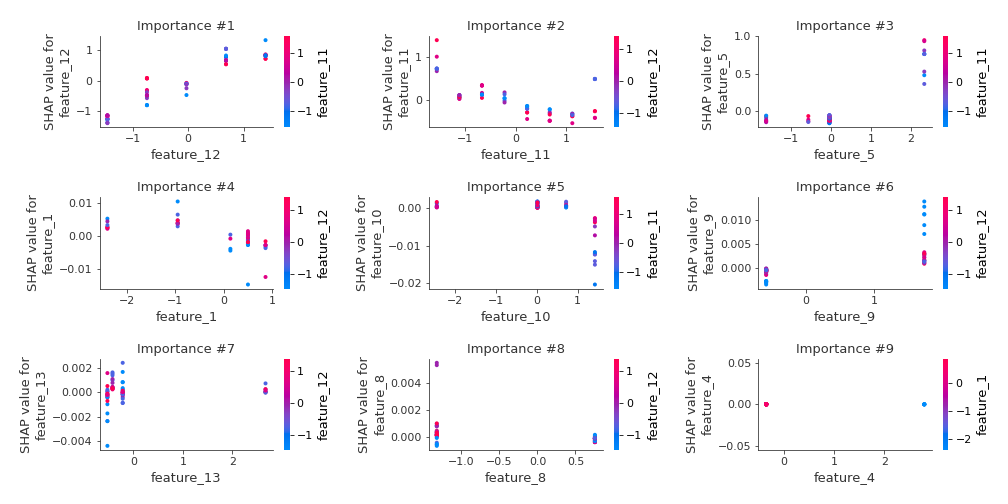 Importance #1
SHAP value for
feature_12
1
0
−1
−1
0
1
feature_12
1
0
−1
feature_11
Importance #2
SHAP value for
feature_11
1
0
−1
0
1
feature_11
1
0
−1
feature_12
Importance #3
SHAP value for
feature_5
1.0
0.5
0.0
−1
0
1
2
feature_5
1
0
−1
feature_11
Importance #4
SHAP value for
feature_1
0.01
0.00
−0.01
−2
−1
0
1
feature_1
1
0
−1
feature_12
Importance #5
SHAP value for
feature_10
0.00
−0.01
−0.02
−2
−1
0
1
feature_10
1
0
−1
feature_11
Importance #6
SHAP value for
feature_9
0.010
0.005
0.000
0
1
feature_9
1
0
−1
feature_12
Importance #7
SHAP value for
feature_13
0.002
0.000
−0.002
−0.004
0
1
2
feature_13
1
0
−1
feature_12
Importance #8
SHAP value for
feature_8
0.004
0.002
0.000
−1.0
−0.5
0.0
0.5
feature_8
1
0
−1
feature_12
Importance #9
SHAP value for
feature_4
0.05
0.00
−0.05
0
1
2
feature_4
0
−1
−2
feature_1